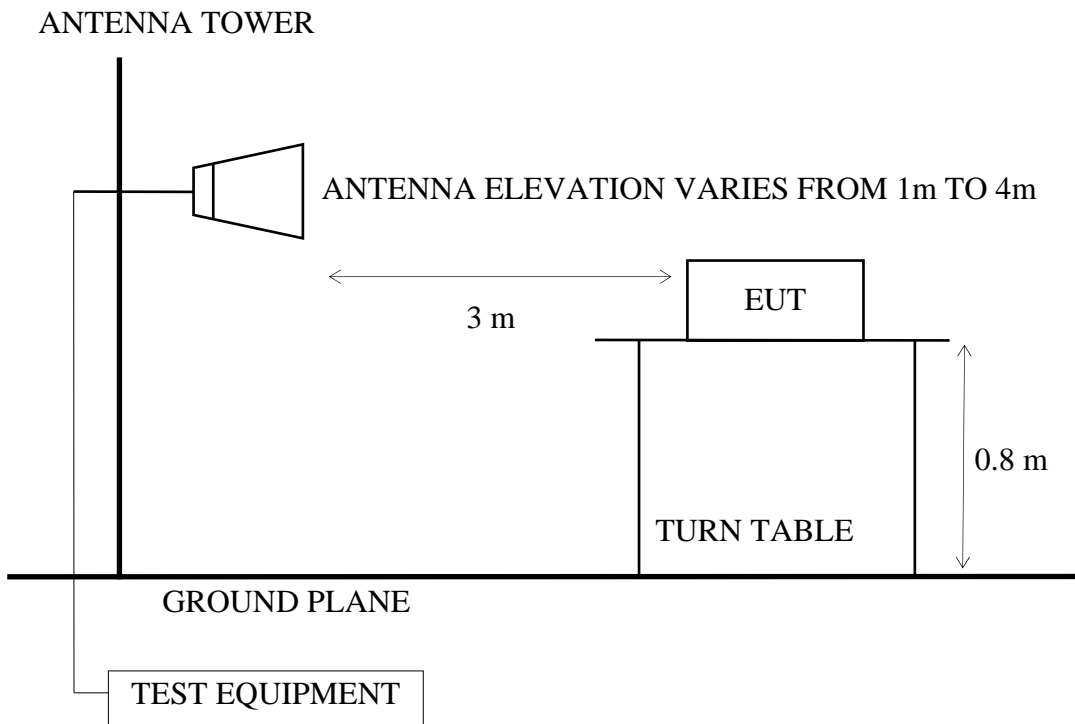 ANTENNA TOWER
ANTENNA ELEVATION VARIES FROM 1m TO 4m
EUT
3 m
0.8 m
TURN TABLE
GROUND PLANE
TEST EQUIPMENT